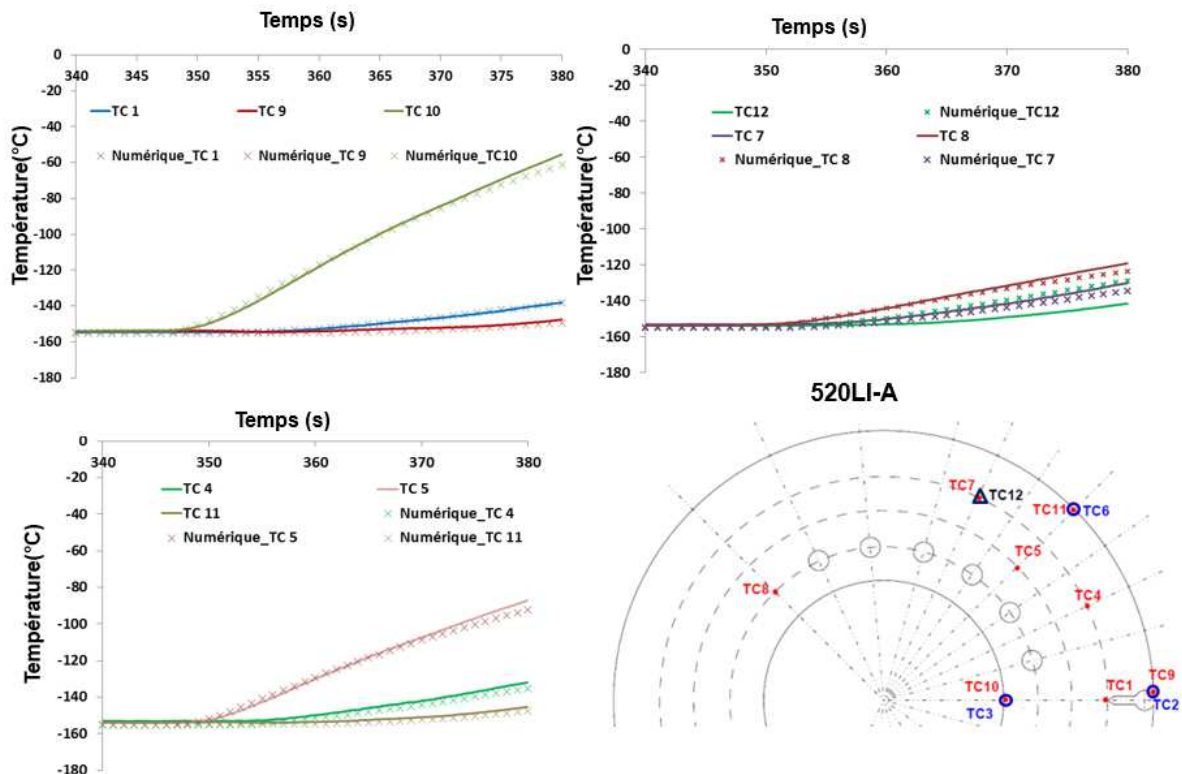 Temps (s)
0
340 345 350 355 360 365 370 375 380
-20
TC 1 TC 9 TC 10
-40
Numérique_TC 1 Numérique_TC 9 Numérique_TC10
-60
-80
-100
-120
-140
-160
-180
Température(°C)
Temps (s)
0
340 350 360 370 380
-20
TC12 Numérique_TC12
-40
TC 7 TC 8
Numérique_TC 8 Numérique_TC 7
-60
-80
-100
-120
-140
-160
-180
Température(°C)
Temps (s)
0
340 350 360 370 380
-20
TC 4 TC 5
-40
TC 11 Numérique_TC 4
Numérique_TC 5 Numérique_TC 11
-60
-80
-100
-120
-140
-160
-180
Température(°C)
520LI-A
TC7 TC12
TC11 TC6
TC5
TC8 TC4
TC10 TC1 TC9
TC3 TC2